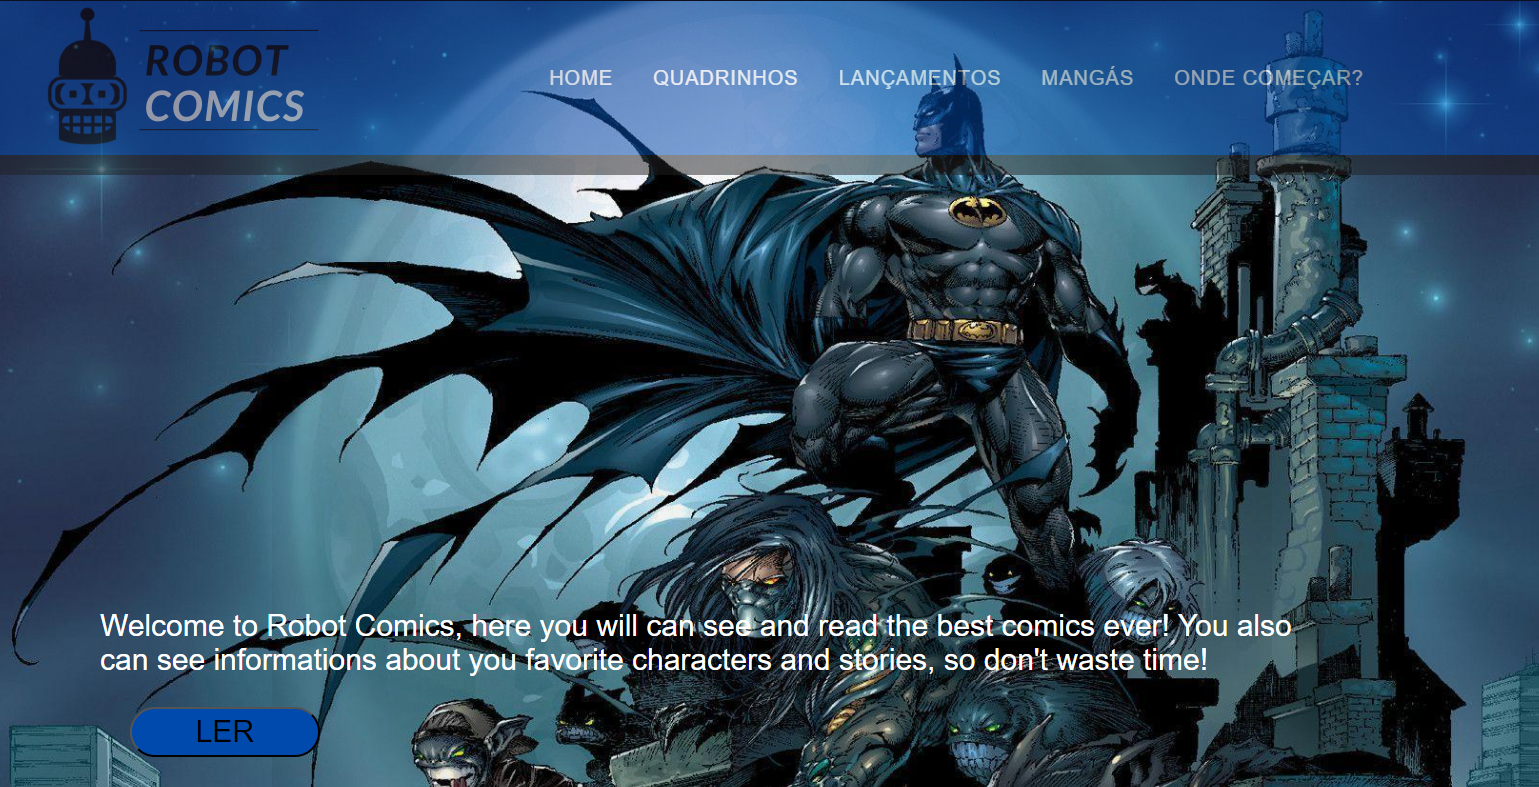 ROBOT
COMICS
HOME QUADRINHOS LANÇAMENTOS MANGÁS ONDE COMEÇAR?
Welcome to Robot Comics, here you will can see and read the best comics ever! You also
can see informations about you favorite characters and stories, so don't waste time!
LER